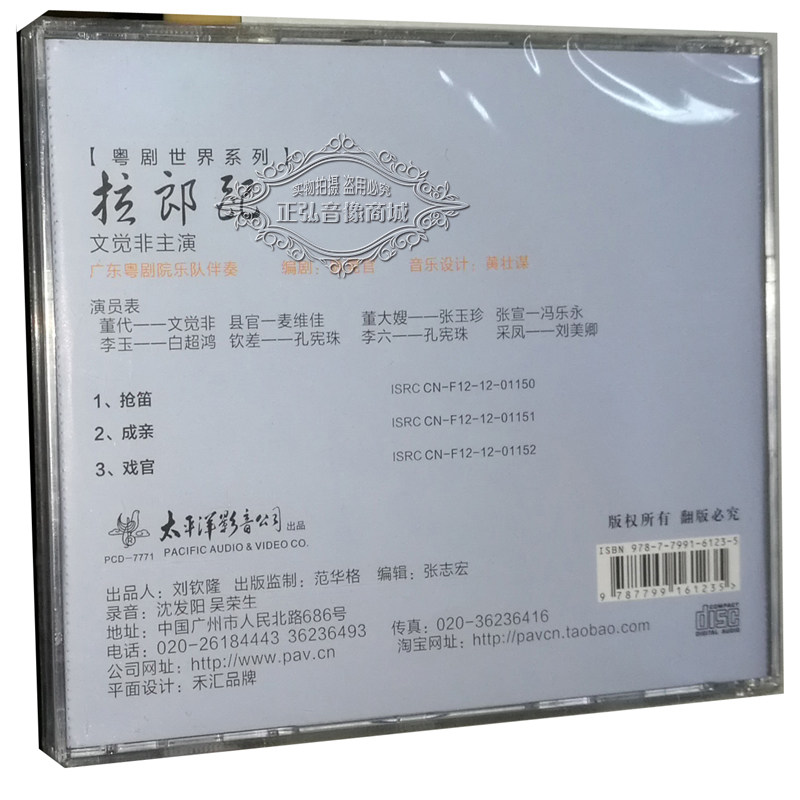 【粤剧世界系列】
拉郎配
实物拍摄 盗用必究
正弘音像商城
文觉非主演
广东粤剧院乐队伴奏 编剧： 音乐设计：黄壮谋
演员表
董代——文觉非 县官—麦维佳 董大嫂——张玉珍 张宣—冯乐永
李玉——白超鸿 钦差——孔宪珠 李六——孔宪珠 采凤——刘美卿
1、抢笛 ISRC CN-F12-12-01150
2、成亲 ISRC CN-F12-12-01151
3、戏官 ISRC CN-F12-12-01152
太平洋影音公司 出品
PACIFIC AUDIO & VIDEO CO.
PCD-7771
版权所有 翻版必究
ISBN 978-7-7991-6123-5
9 787799 161235 >
COMPACT
disc
DIGITAL AUDIO
出品人：刘钦隆 出版监制：范华格 编辑：张志宏
录音：沈发阳 吴荣生
地址：中国广州市人民北路686号
电话：020-26184443 36236493 传真：020-36236416
公司网址：http://www.pav.cn 淘宝网址：http://pavcn.taobao.com
平面设计：禾汇品牌